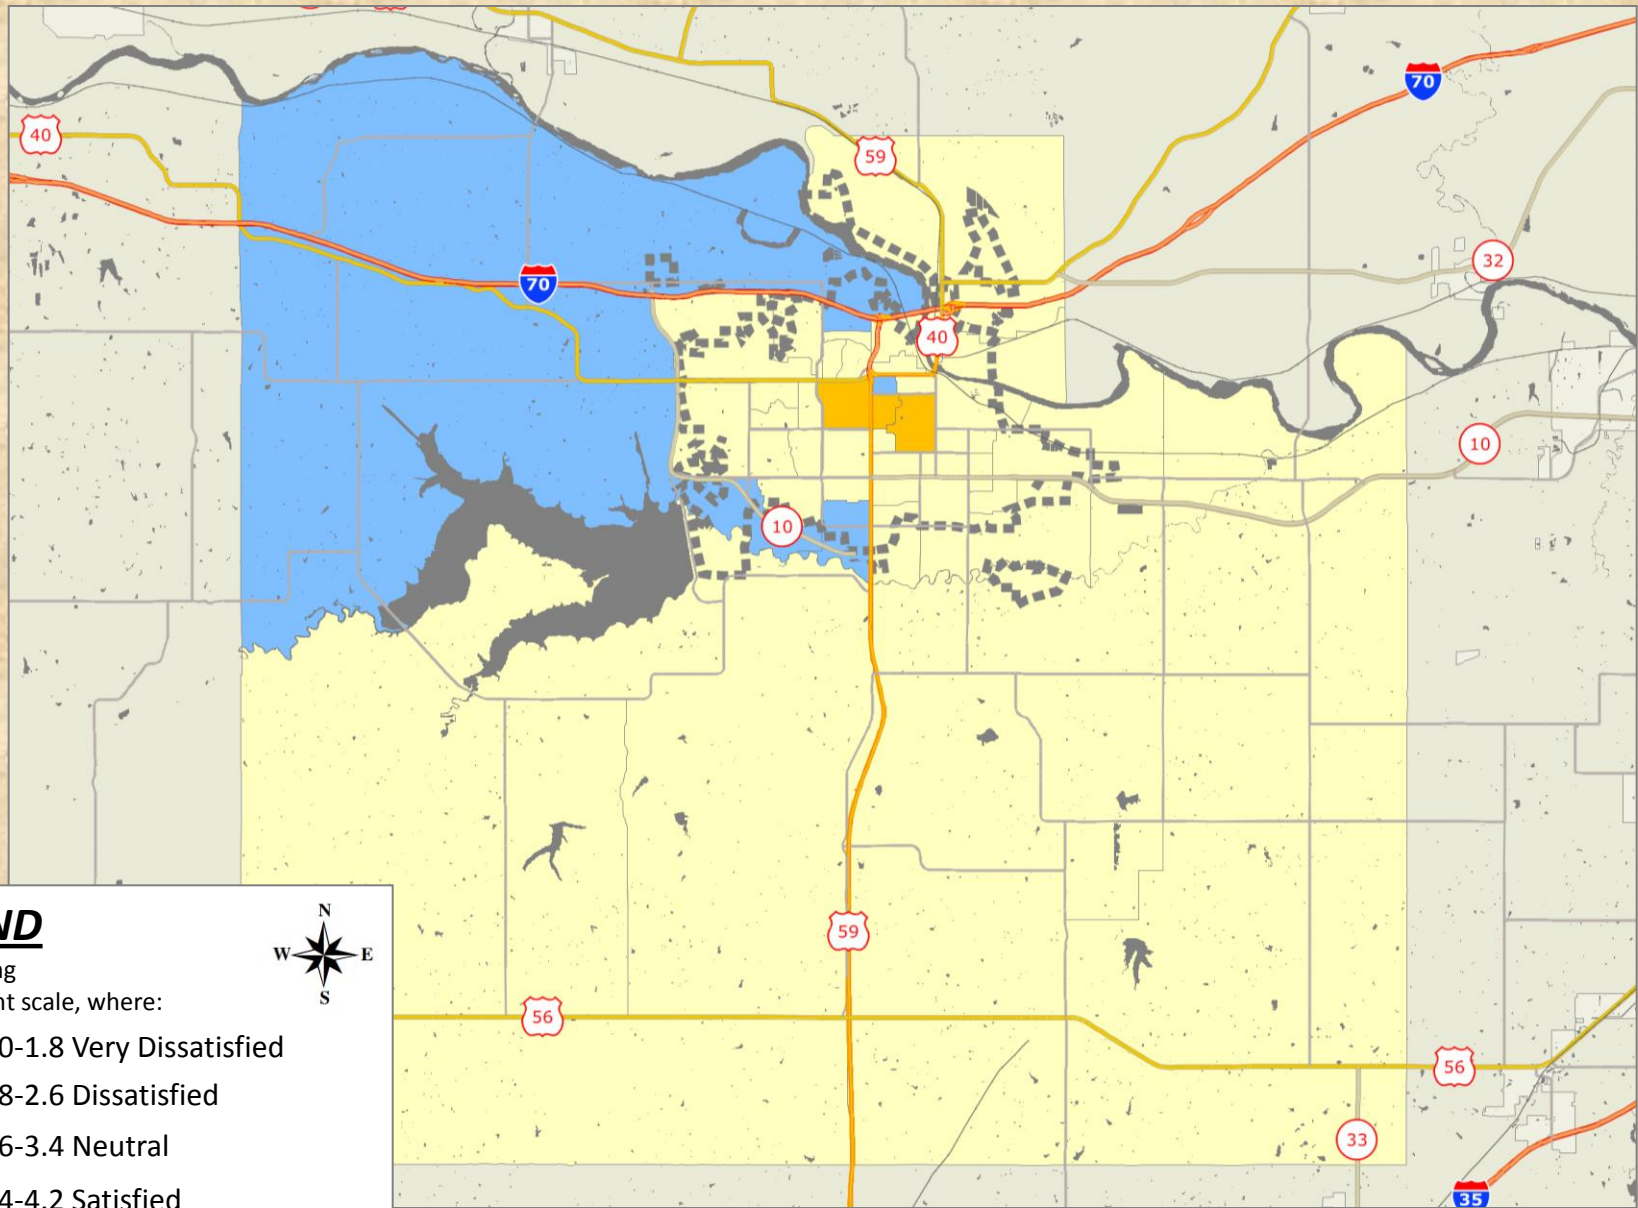 70
40
59
32
70
40
10
10
59
ND
ng
N
W E
S
nt scale, where:
56
0-1.8 Very Dissatisfied
56
8-2.6 Dissatisfied
6-3.4 Neutral
33
4-4.2 Satisfied
35